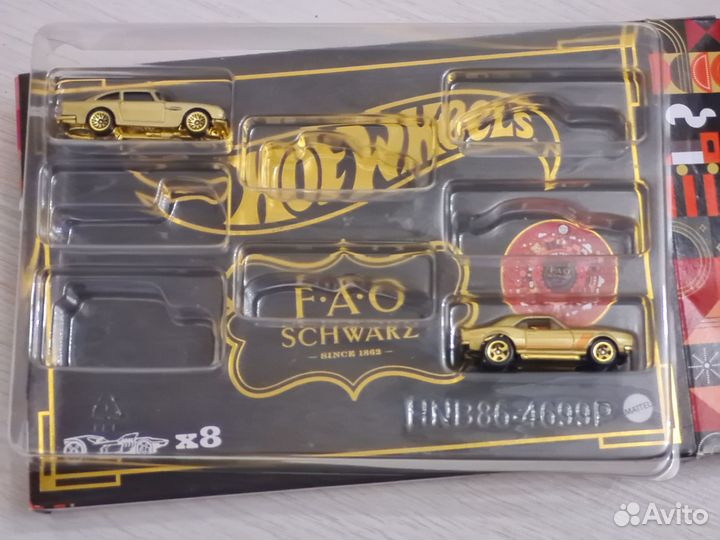 HOT WHEELS
F·A·O
SCHWARZ
— SINCE 1862 —
F·A·O
HNB86-4699P
MATTEL
x8
Avito